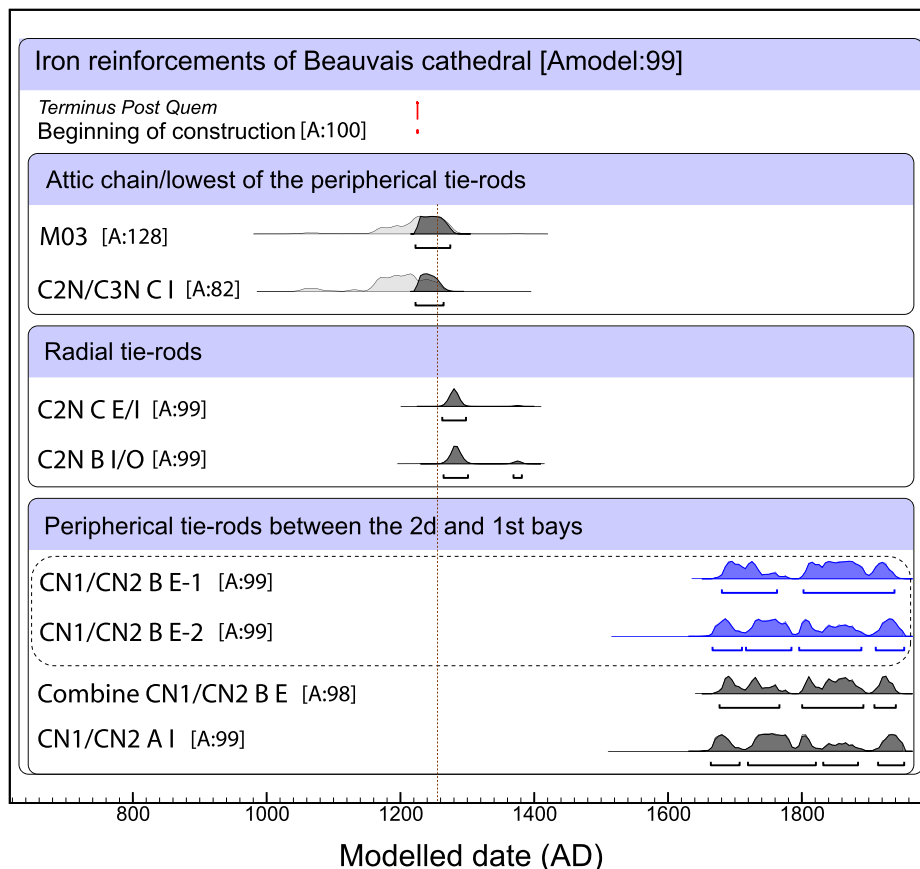 Iron reinforcements of Beauvais cathedral [Amodel:99]
Terminus Post Quem
Beginning of construction [A:100]
Attic chain/lowest of the peripherical tie-rods
M03 [A:128]
C2N/C3N C I [A:82]
Radial tie-rods
C2N C E/I [A:99]
C2N B I/O [A:99]
Peripherical tie-rods between the 2d and 1st bays
CN1/CN2 B E-1 [A:99]
CN1/CN2 B E-2 [A:99]
Combine CN1/CN2 B E [A:98]
CN1/CN2 A I [A:99]
800 1000 1200 1400 1600 1800
Modelled date (AD)